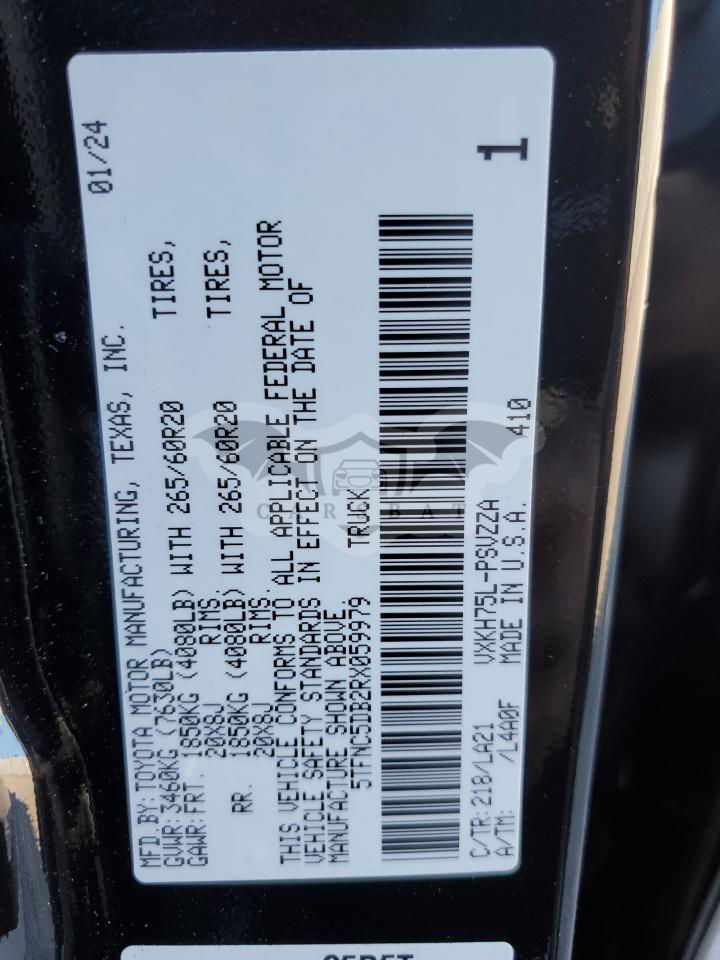 MFD.BY:TOYOTA MOTOR MANUFACTURING, TEXAS, INC. 01/24
GVWR:3460KG (7630LB)
GAWR:FRT. 1850KG (4080LB) WITH 265/60R20 TIRES,
20X8J RIMS.
RR. 1850KG (4080LB) WITH 265/60R20 TIRES,
20X8J RIMS.
THIS VEHICLE CONFORMS TO ALL APPLICABLE FEDERAL MOTOR
VEHICLE SAFETY STANDARDS IN EFFECT ON THE DATE OF
MANUFACTURE SHOWN ABOVE.
5TFNC5DB2RX059979 TRUCK
C/TR:218/LA21 VXKH75L-PSVZZA 410
A/TM: /L4A0F MADE IN U.S.A.
1
CARSBAT